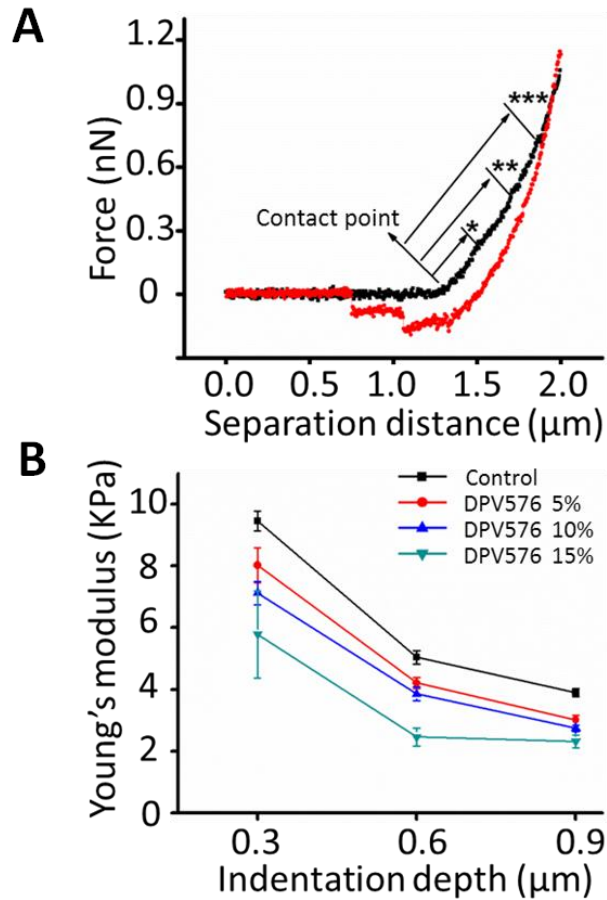 A
Force (nN)
1.2
0.9
0.6
0.3
0
***
**
*
Contact point
0.0 0.5 1.0 1.5 2.0
Separation distance (μm)
B
Young's modulus (KPa)
10
8
6
4
2
0
Control
DPV576 5%
DPV576 10%
DPV576 15%
0.3 0.6 0.9
Indentation depth (μm)